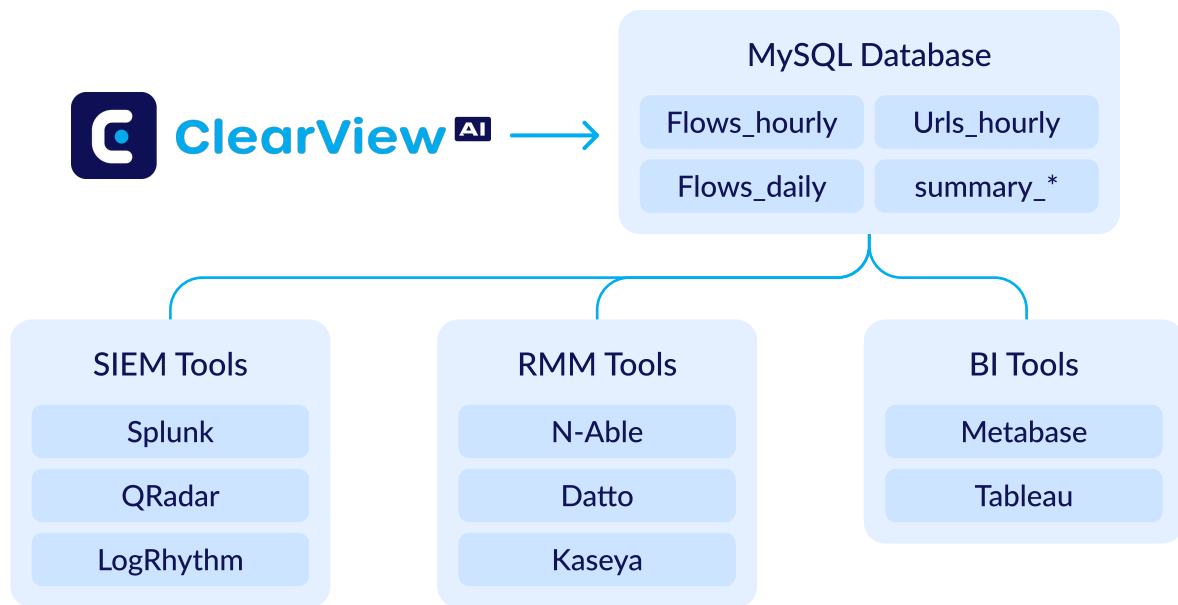 ClearView AI
MySQL Database
Flows_hourly
Urls_hourly
Flows_daily
summary_*
SIEM Tools
Splunk
QRadar
LogRhythm
RMM Tools
N-Able
Datto
Kaseya
BI Tools
Metabase
Tableau